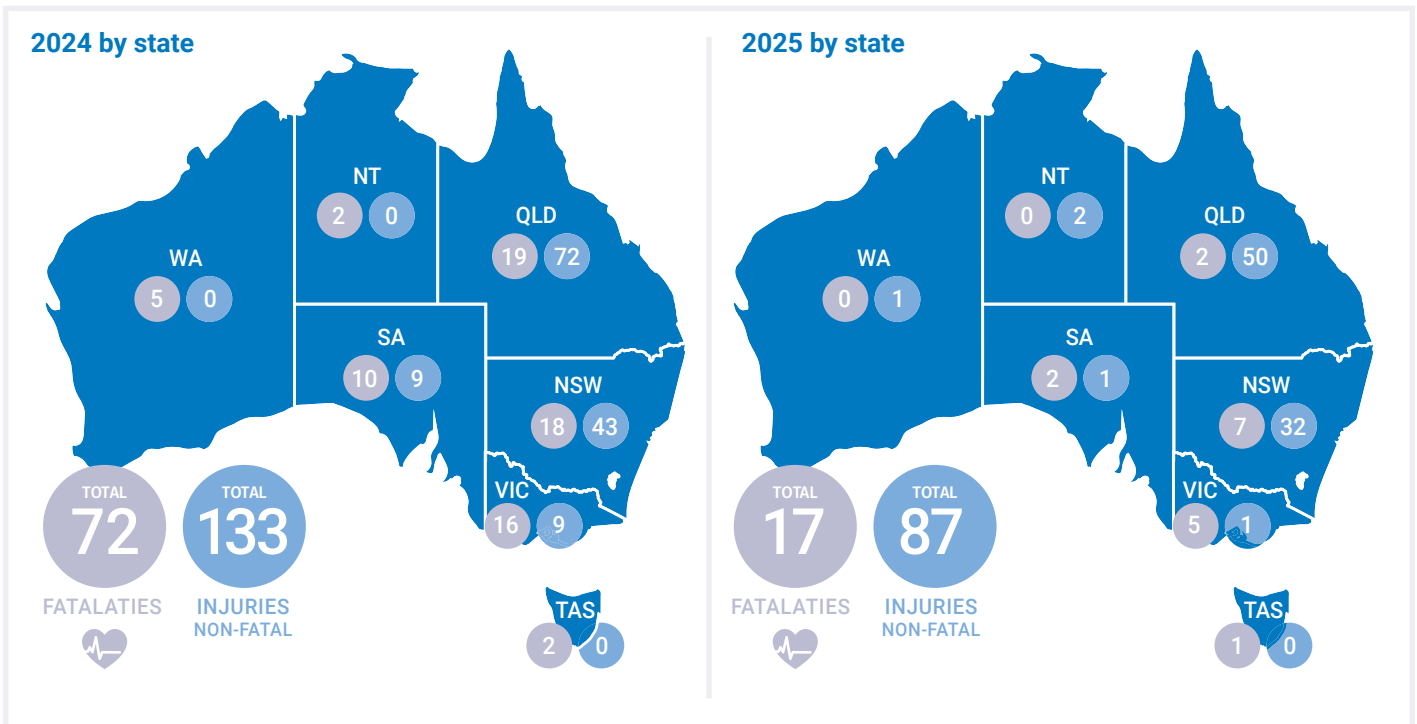 2024 by state
NT
2 0
QLD
19 72
WA
5 0
SA
10 9
NSW
18 43
VIC
16 9
TAS
2 0
TOTAL
72
FATALATIES
TOTAL
133
INJURIES
NON-FATAL
2025 by state
NT
0 2
QLD
2 50
WA
0 1
SA
2 1
NSW
7 32
VIC
5 1
TAS
1 0
TOTAL
17
FATALATIES
TOTAL
87
INJURIES
NON-FATAL